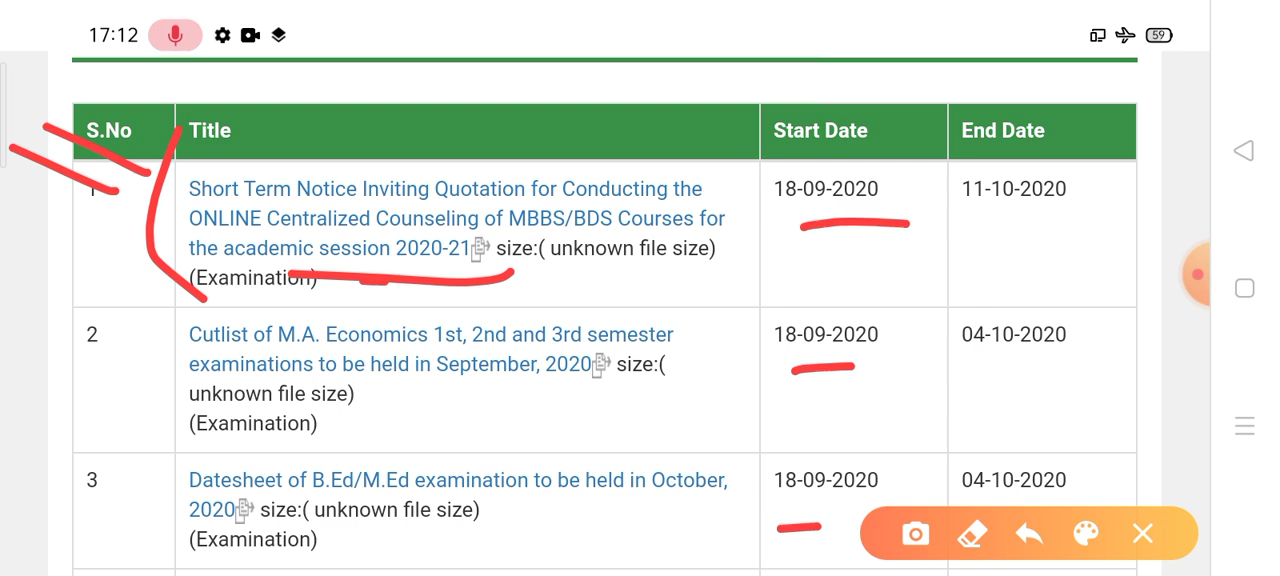 17:12
59
S.No Title Start Date End Date
1 Short Term Notice Inviting Quotation for Conducting the 18-09-2020 11-10-2020
ONLINE Centralized Counseling of MBBS/BDS Courses for
the academic session 2020-21 size:( unknown file size)
(Examination)
2 Cutlist of M.A. Economics 1st, 2nd and 3rd semester 18-09-2020 04-10-2020
examinations to be held in September, 2020 size:(
unknown file size)
(Examination)
3 Datesheet of B.Ed/M.Ed examination to be held in October, 18-09-2020 04-10-2020
2020 size:( unknown file size)
(Examination)